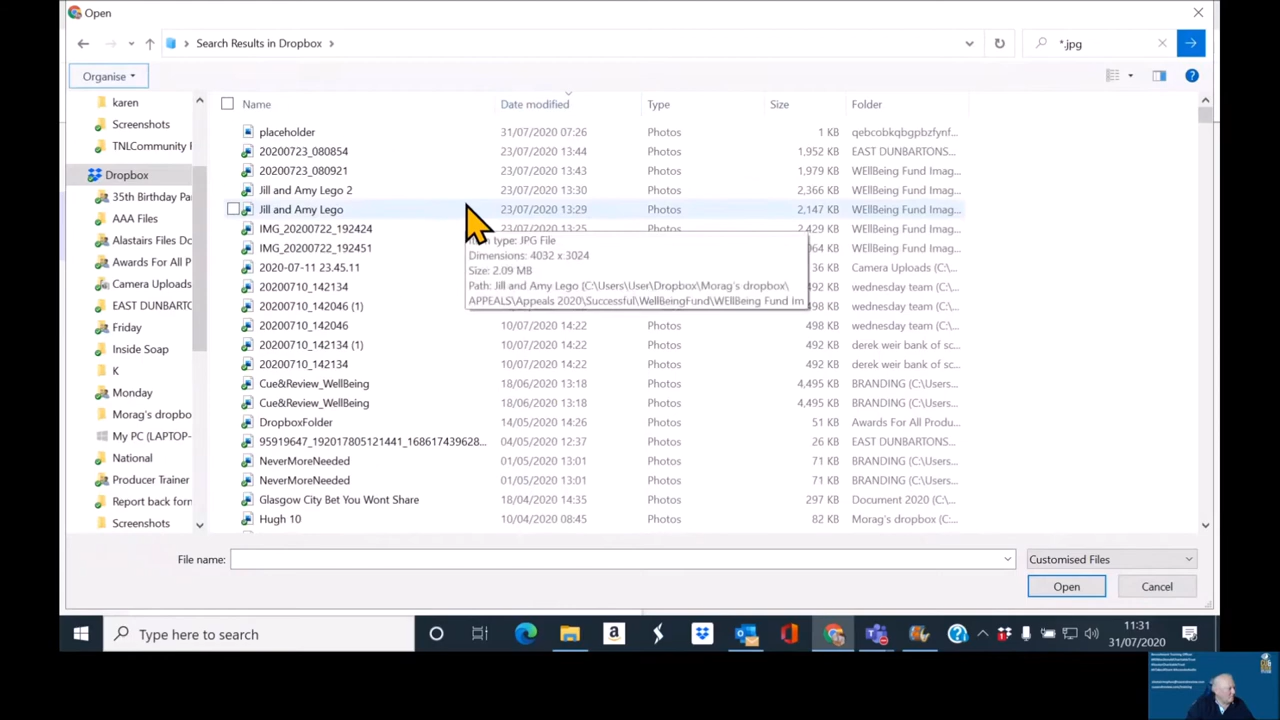 Open
Search Results in Dropbox
*.jpg
Organise
karen
Screenshots
TNLCommunity
Dropbox
35th Birthday Pa
AAA Files
Alastairs Files Do
Awards For All P
Camera Uploads
EAST DUNBARTO
Friday
Inside Soap
K
Monday
Morag's dropbo
My PC (LAPTOP-
National
Producer Trainer
Report back forn
Screenshots
Name Date modified Type Size Folder
placeholder 31/07/2020 07:26 Photos 1 KB qebcobkqbgpbzfynf...
20200723_080854 23/07/2020 13:44 Photos 1,952 KB EAST DUNBARTONS...
20200723_080921 23/07/2020 13:43 Photos 1,979 KB WEllBeing Fund Imag...
Jill and Amy Lego 2 23/07/2020 13:30 Photos 2,366 KB WEllBeing Fund Imag...
Jill and Amy Lego 23/07/2020 13:29 Photos 2,147 KB WEllBeing Fund Imag...
IMG_20200722_192424 23/07/2020 13:25 Photos 2,429 KB WEllBeing Fund Imag...
IMG_20200722_192451 064 KB WEllBeing Fund Imag...
2020-07-11 23.45.11 36 KB Camera Uploads (C:...
20200710_142134 wednesday team (C:...
20200710_142046 (1) 498 KB wednesday team (C:...
20200710_142046 10/07/2020 14:22 Photos 498 KB wednesday team (C:...
20200710_142134 (1) 10/07/2020 14:22 Photos 492 KB derek weir bank of sc...
20200710_142134 10/07/2020 14:22 Photos 492 KB derek weir bank of sc...
Cue&Review_WellBeing 18/06/2020 13:18 Photos 4,495 KB BRANDING (C:\Users...
Cue&Review_WellBeing 18/06/2020 13:18 Photos 4,495 KB BRANDING (C:\Users...
DropboxFolder 14/05/2020 14:26 Photos 51 KB Awards For All Produ...
95919647_192017805121441_168617439628... 04/05/2020 12:37 Photos 26 KB EAST DUNBARTONS...
NeverMoreNeeded 01/05/2020 13:01 Photos 71 KB BRANDING (C:\Users...
NeverMoreNeeded 01/05/2020 13:01 Photos 71 KB BRANDING (C:\Users...
Glasgow City Bet You Wont Share 18/04/2020 14:35 Photos 297 KB Document 2020 (C:\...
Hugh 10 10/04/2020 08:45 Photos 82 KB Morag's dropbox (C:...
type: JPG File
Dimensions: 4032 x 3024
Size: 2.09 MB
Path: Jill and Amy Lego (C:\Users\User\Dropbox\Morag's dropbox\
APPEALS\Appeals 2020\Successful\WellBeingFund\WEllBeing Fund Im
File name:
Customised Files
Open Cancel
Type here to search
11:31
31/07/2020